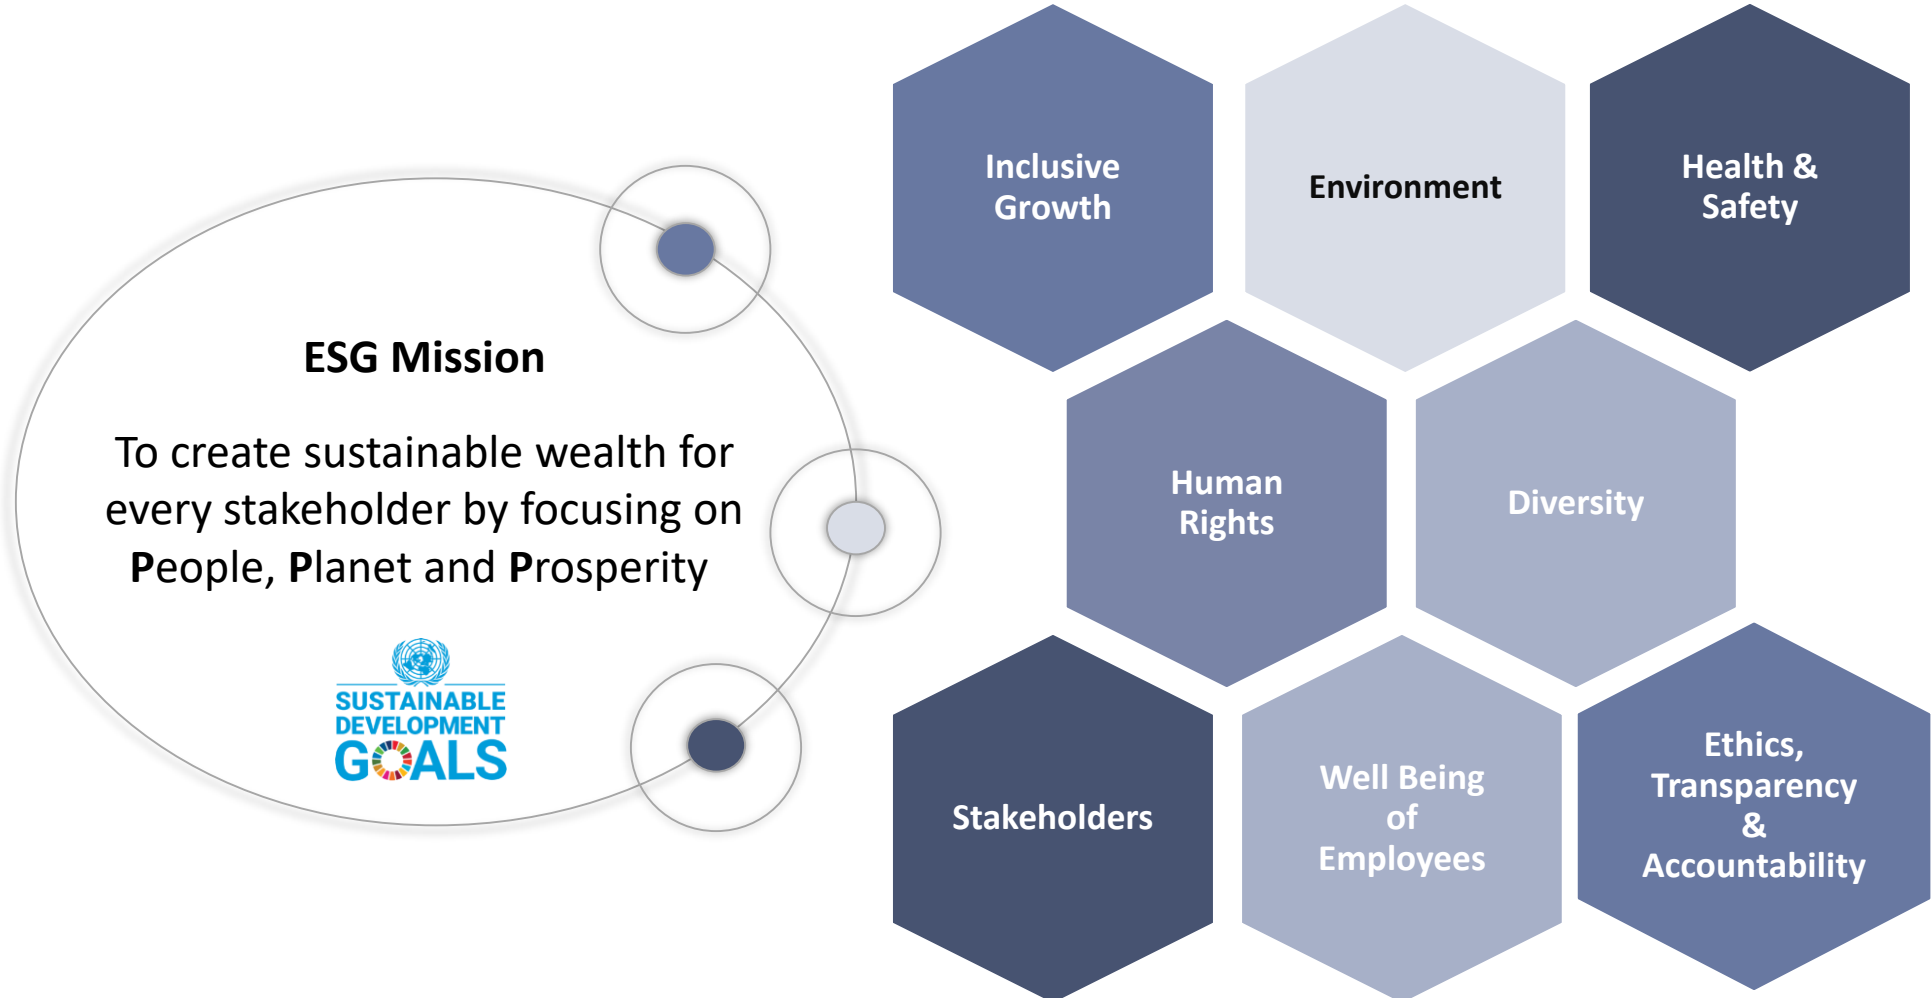 ESG Mission
To create sustainable wealth for
every stakeholder by focusing on
People, Planet and Prosperity
SUSTAINABLE
DEVELOPMENT
GOALS
Inclusive
Growth
Environment
Health &
Safety
Human
Rights
Diversity
Stakeholders
Well Being
of
Employees
Ethics,
Transparency
&
Accountability